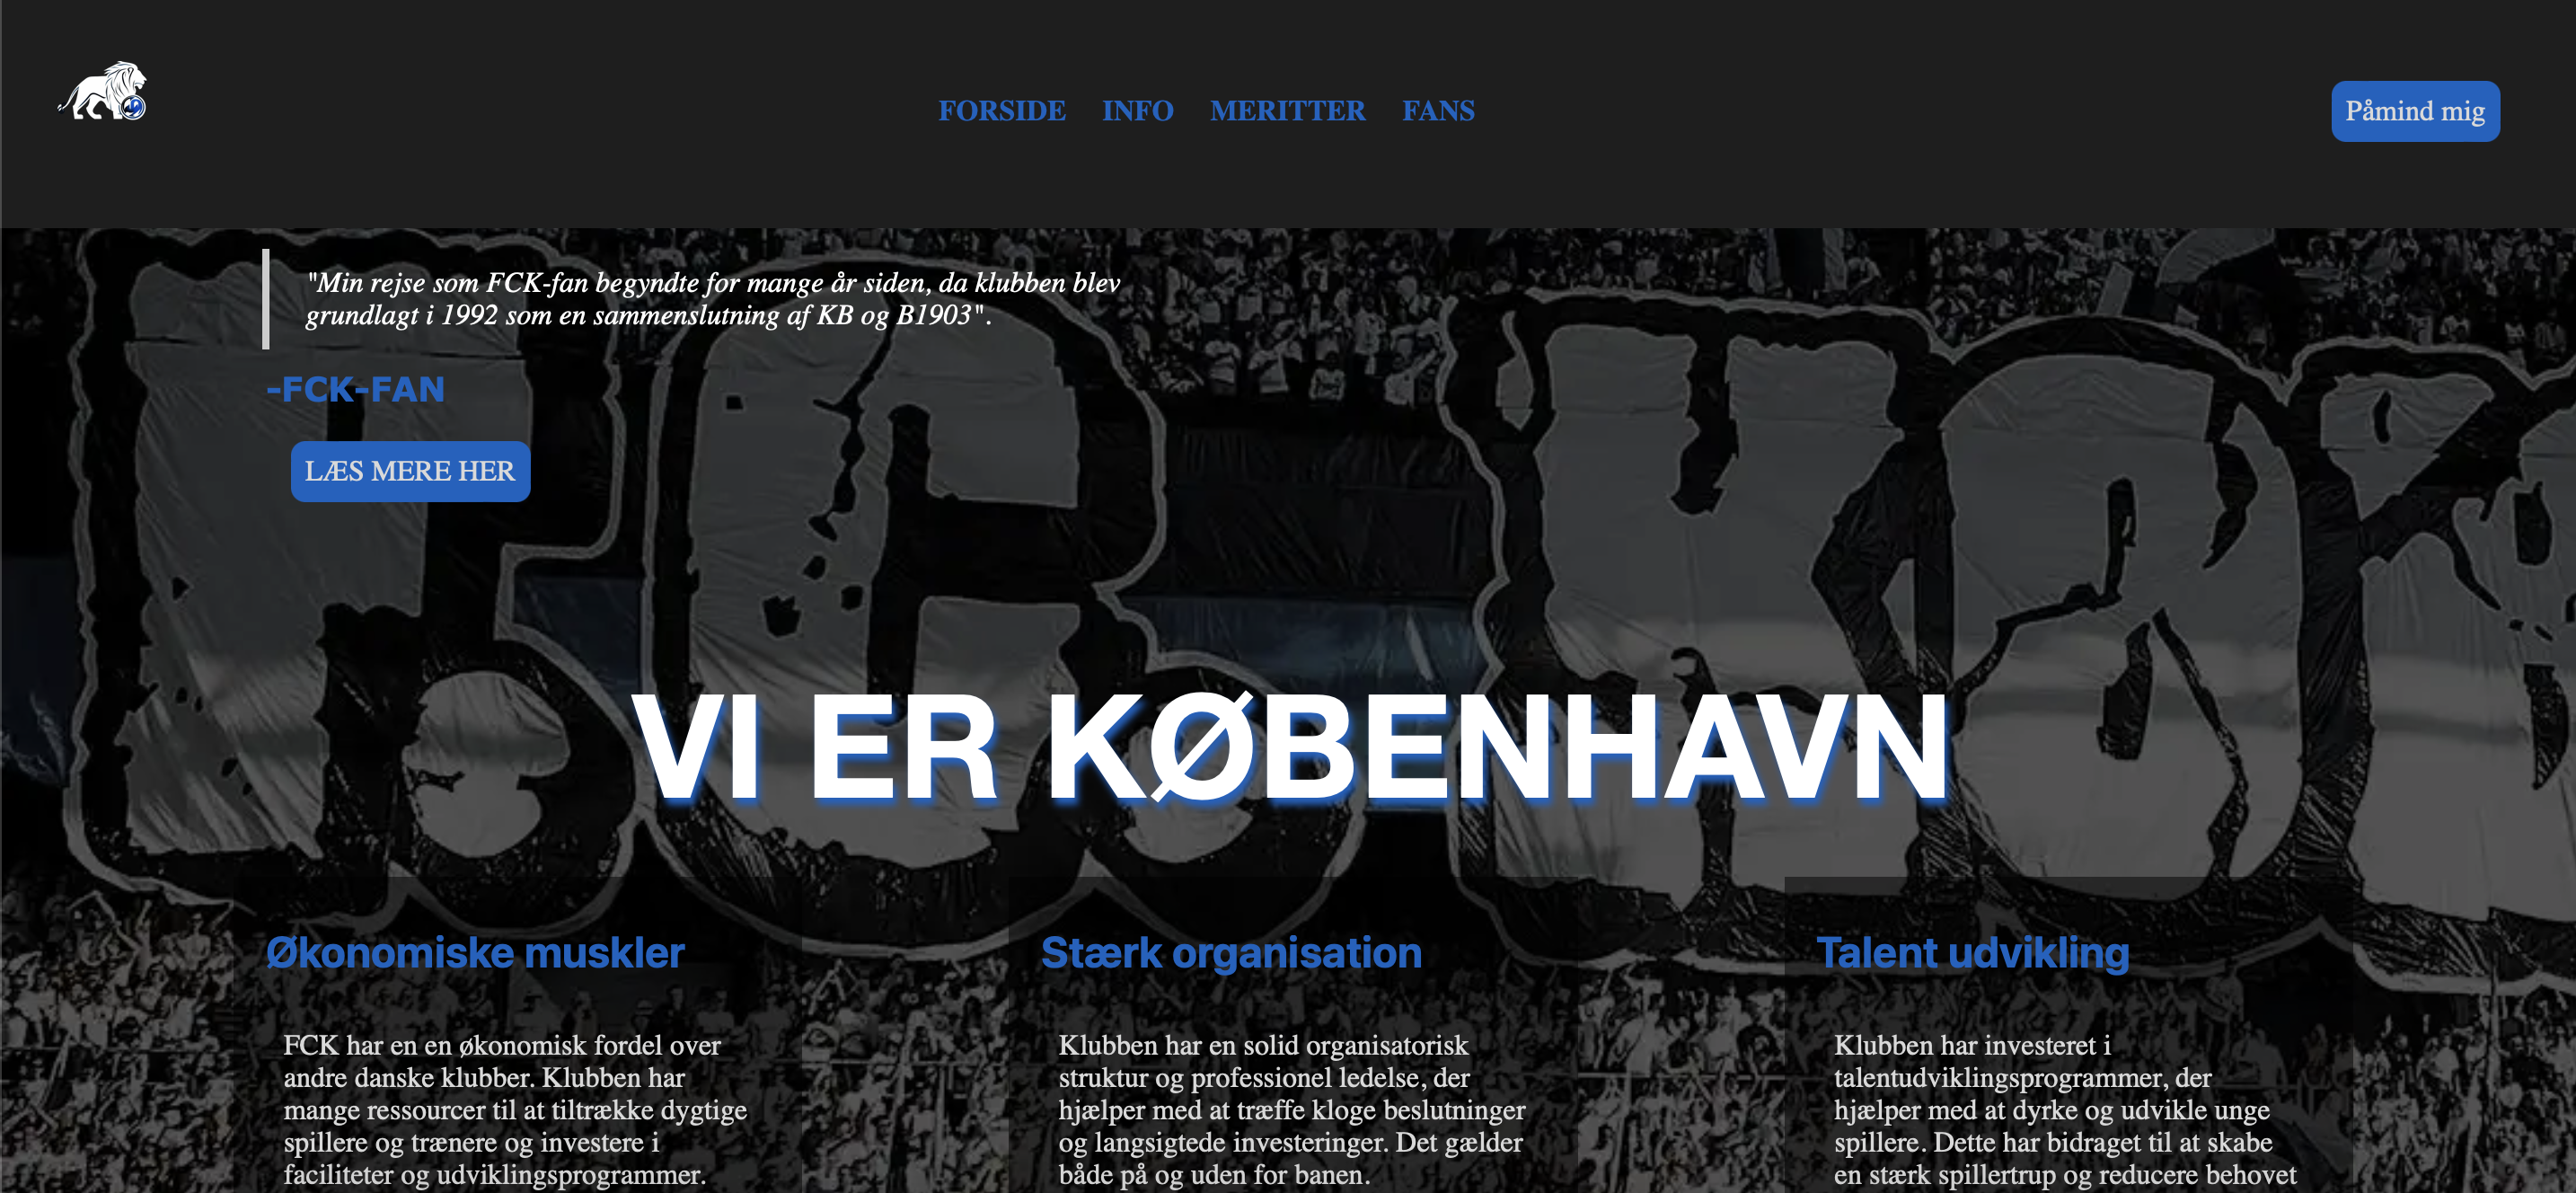 FORSIDE INFO MERITTER FANS
Påmind mig
"Min rejse som FCK-fan begyndte for mange år siden, da klubben blev
grundlagt i 1992 som en sammenslutning af KB og B1903".
-FCK-FAN
LÆS MERE HER
VI ER KØBENHAVN
Økonomiske muskler
FCK har en en økonomisk fordel over
andre danske klubber. Klubben har
mange ressourcer til at tiltrække dygtige
spillere og trænere og investere i
faciliteter og udviklingsprogrammer.
Stærk organisation
Klubben har en solid organisatorisk
struktur og professionel ledelse, der
hjælper med at træffe kloge beslutninger
og langsigtede investeringer. Det gælder
både på og uden for banen.
Talent udvikling
Klubben har investeret i
talentudviklingsprogrammer, der
hjælper med at dyrke og udvikle unge
spillere. Dette har bidraget til at skabe
en stærk spillertrup og reducere behovet